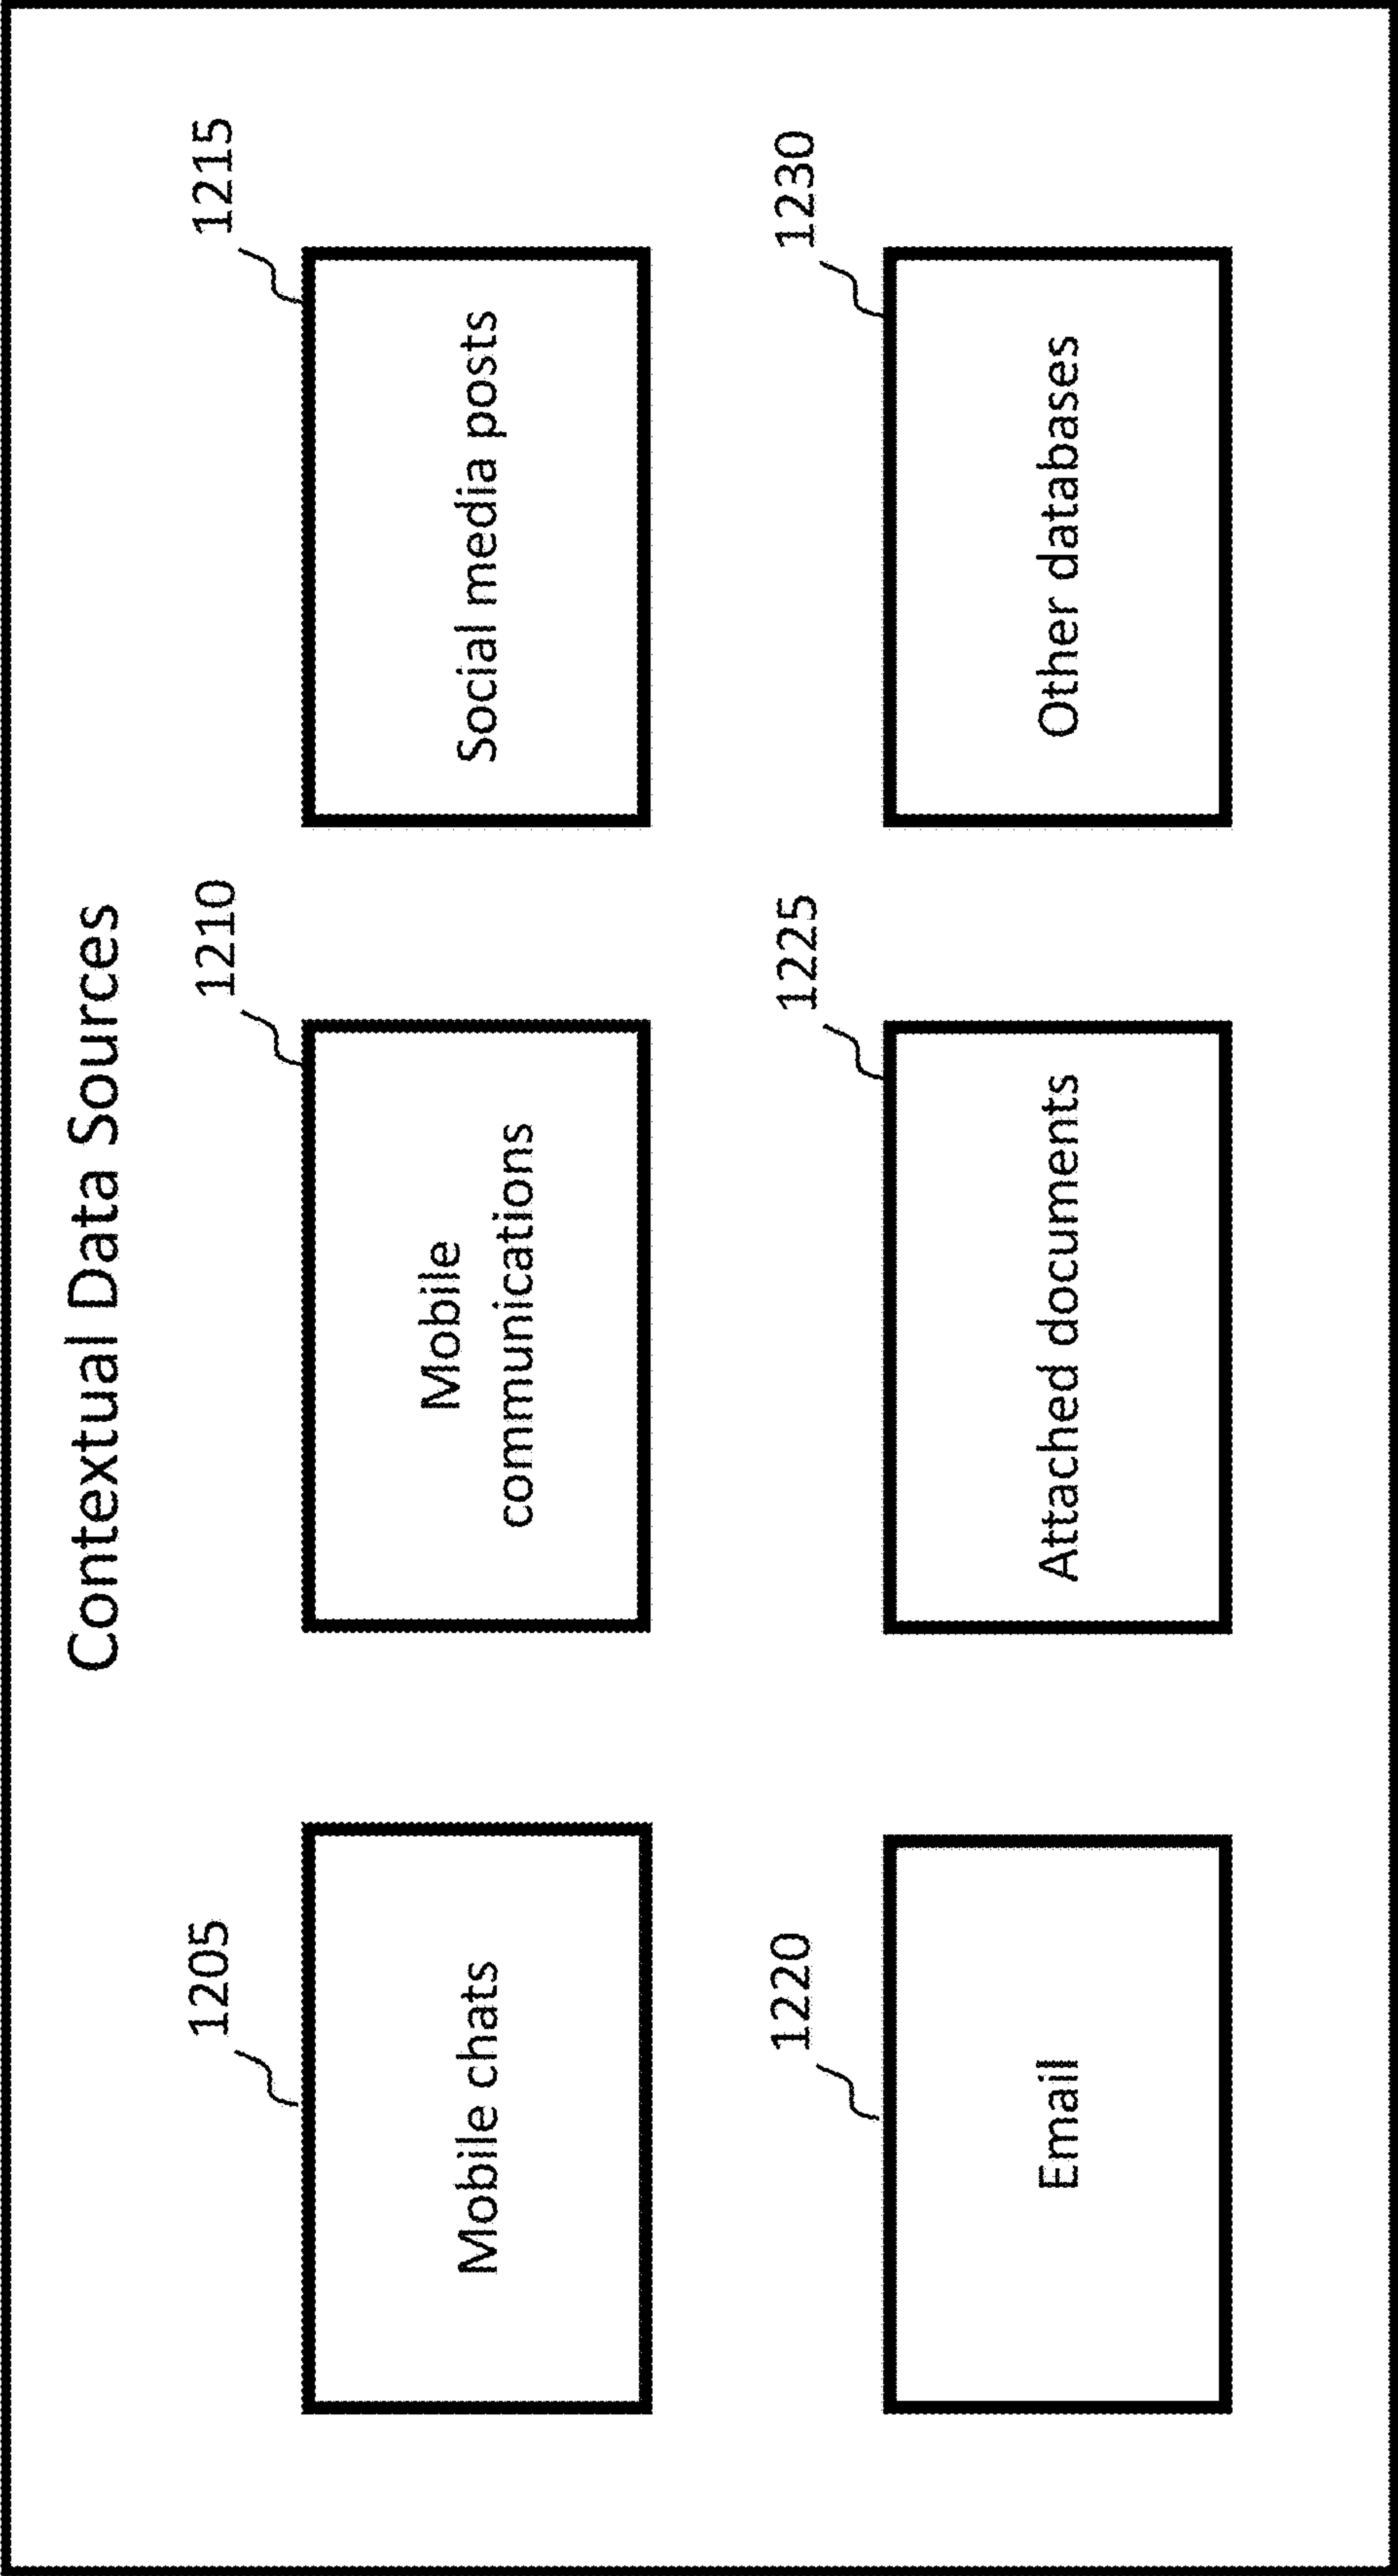 Contextual Data Sources
1205
Mobile chats
1210
Mobile
communications
1215
Social media posts
1220
Email
1225
Attached documents
1230
Other databases